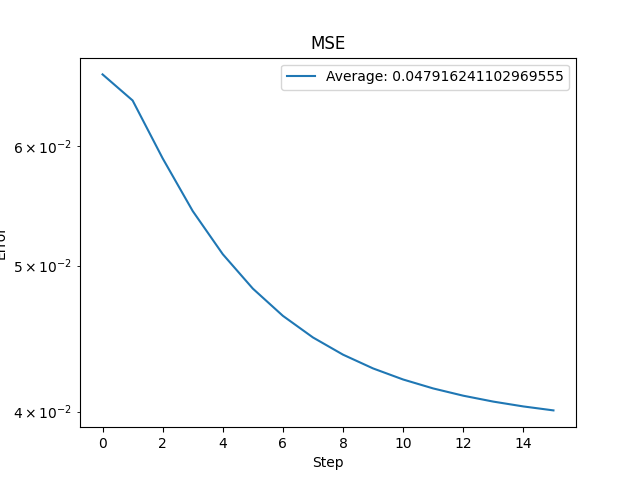 MSE
Average: 0.047916241102969555
6 × 10⁻²
5 × 10⁻²
4 × 10⁻²
Error
0 2 4 6 8 10 12 14
Step